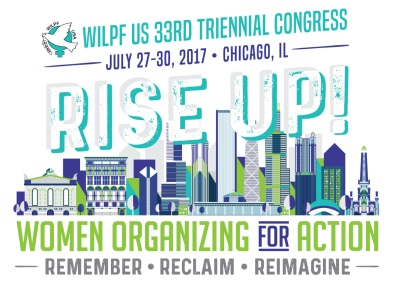 WILPF US 33RD TRIENNIAL CONGRESS
JULY 27-30, 2017 • CHICAGO, IL
RISE UP!
WOMEN ORGANIZING FOR ACTION
REMEMBER • RECLAIM • REIMAGINE